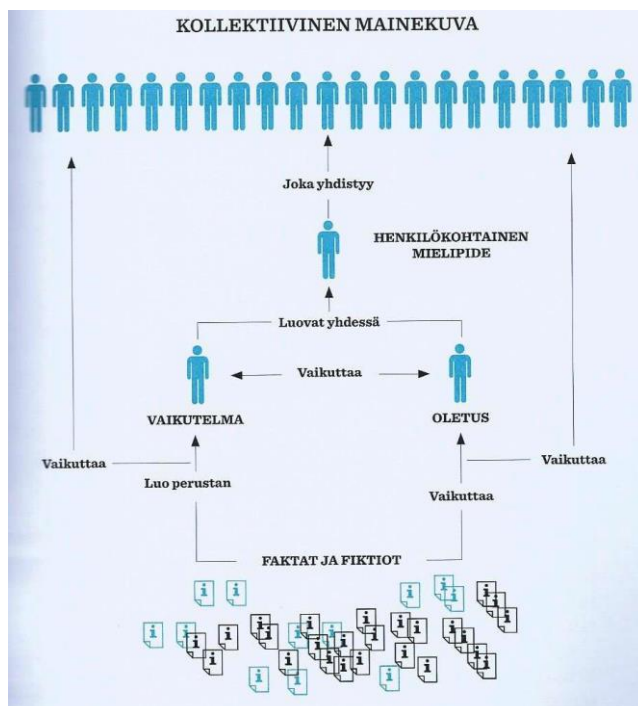 KOLLEKTIIVINEN MAINEKUVA
Joka yhdistyy
HENKILÖKOHTAINEN
MIELIPIDE
Luovat yhdessä
Vaikuttaa
VAIKUTELMA
OLETUS
Vaikuttaa
Vaikuttaa
Luo perustan
Vaikuttaa
FAKTAT JA FIKTIOT